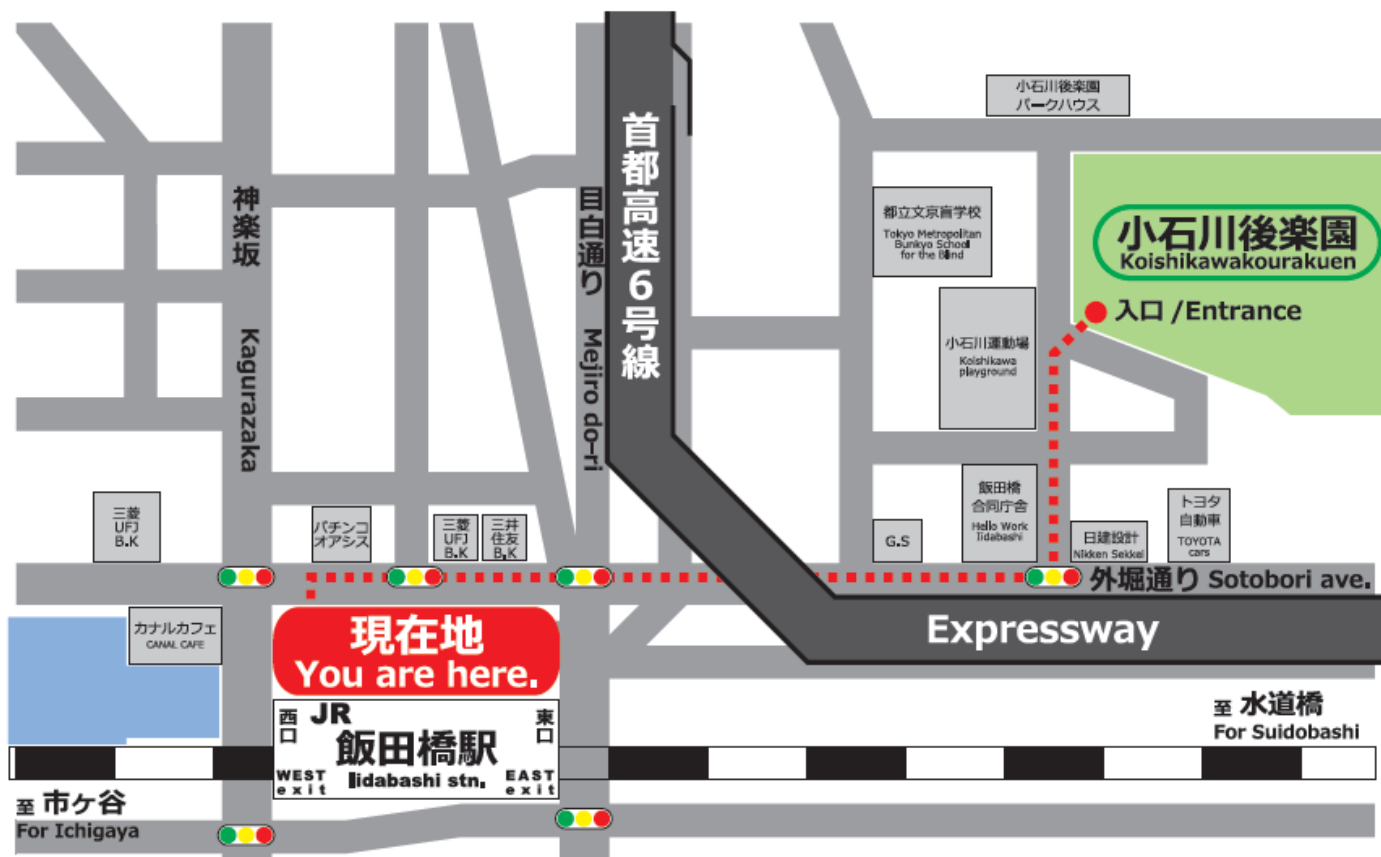 小石川後楽園
パークハウス
首都高速6号線
神楽坂
Kagurazaka
目白通り
Mejiro do-ri
都立文京盲学校
Tokyo Metropolitan
Bunkyo School
for the Blind
小石川後楽園
Koishikawakourakuen
入口 /Entrance
小石川運動場
Koishikawa
playground
三菱
UFJ
B.K
パチンコ
オアシス
三菱
UFJ
B.K
三井
住友
B.K
G.S
飯田橋
合同庁舎
Hello Work
Iidabashi
日建設計
Nikken Sekkei
トヨタ
自動車
TOYOTA
cars
外堀通り Sotobori ave.
カナルカフェ
CANAL CAFE
現在地
You are here.
Expressway
西口
JR
東口
飯田橋駅
Iidabashi stn.
WEST
exit
EAST
exit
至 水道橋
For Suidobashi
至 市ヶ谷
For Ichigaya